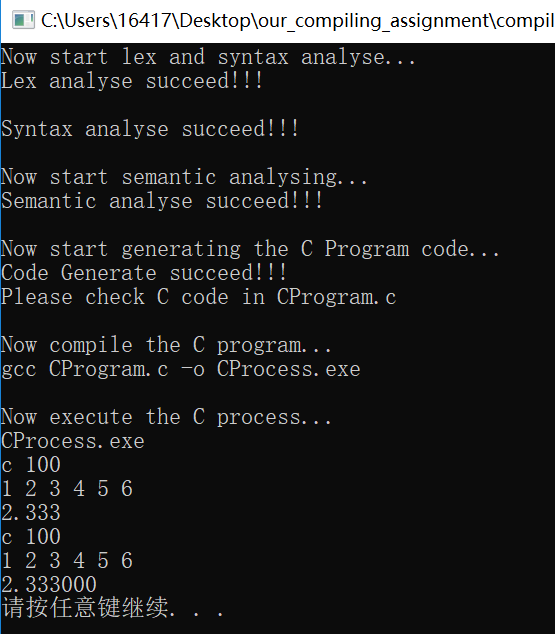 C:\Users\16417\Desktop\our_compiling_assignment\compil
Now start lex and syntax analyse...
Lex analyse succeed!!!
Syntax analyse succeed!!!
Now start semantic analysing...
Semantic analyse succeed!!!
Now start generating the C Program code...
Code Generate succeed!!!
Please check C code in CProgram.c
Now compile the C program...
gcc CProgram.c -o CProcess.exe
Now execute the C process...
CProcess.exe
c 100
1 2 3 4 5 6
2.333
c 100
1 2 3 4 5 6
2.333000
请按任意键继续. . .